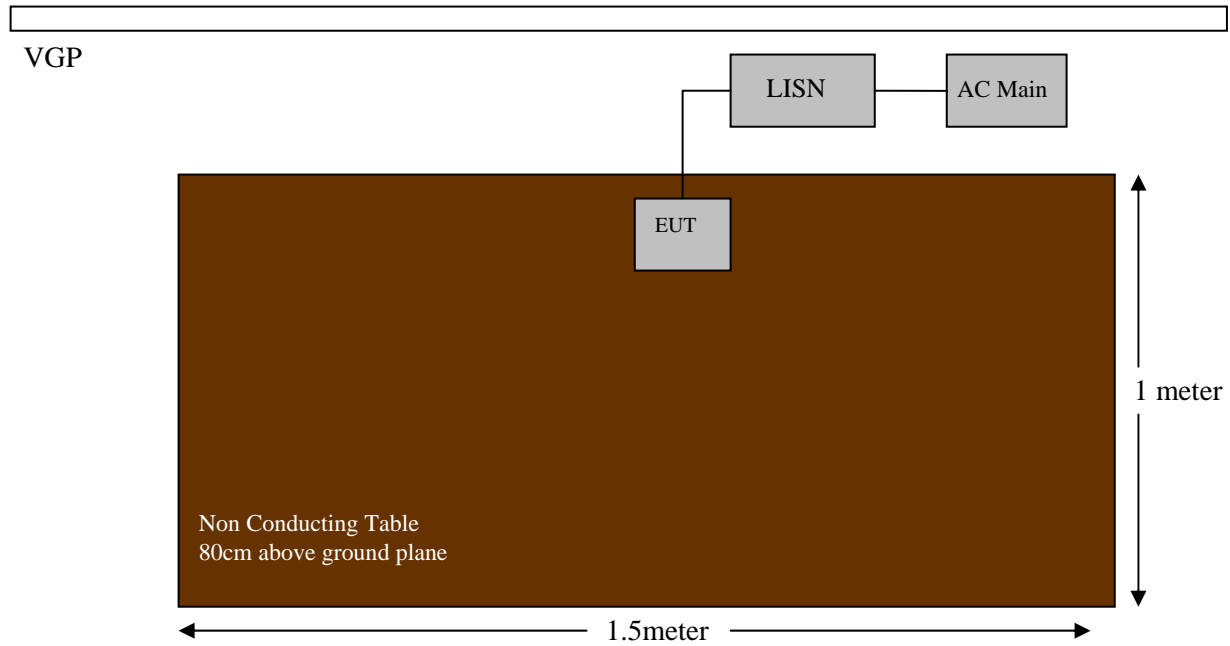 VGP
LISN
AC Main
EUT
1 meter
Non Conducting Table
80cm above ground plane
1.5meter